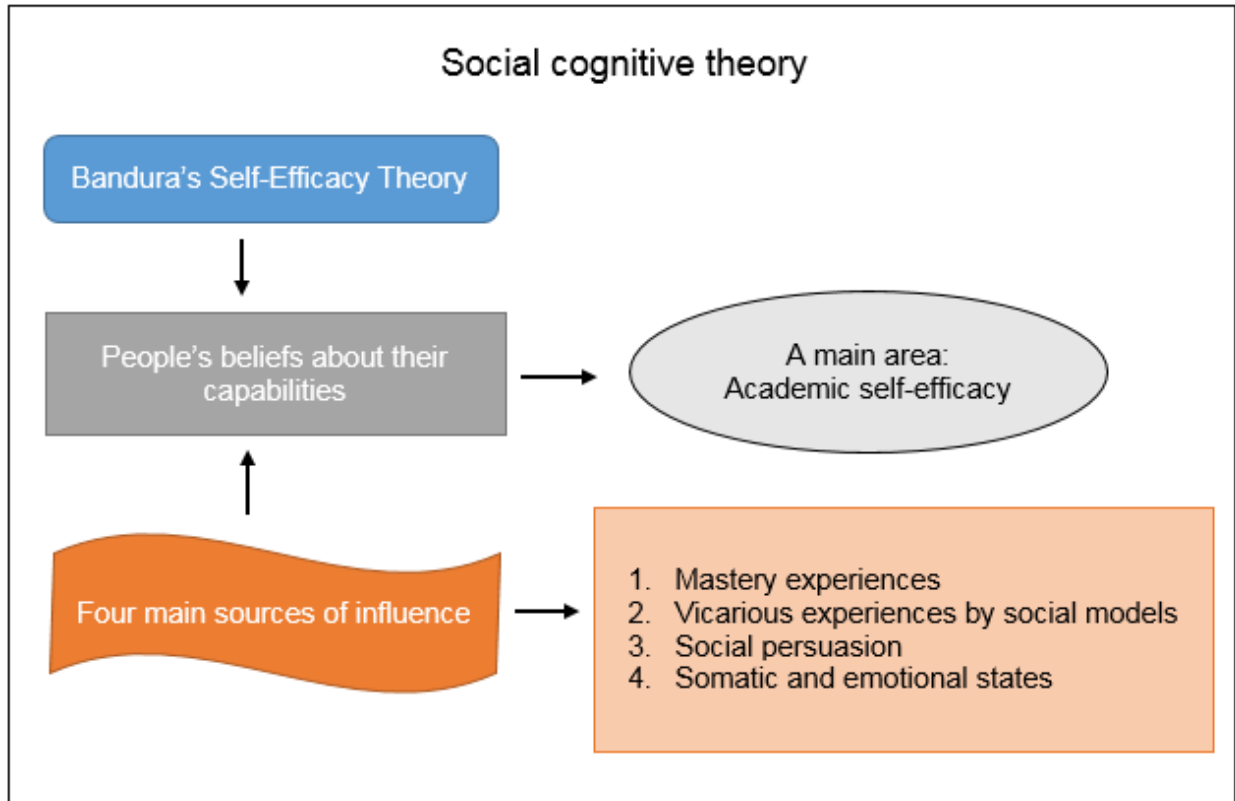 Social cognitive theory
Bandura’s Self-Efficacy Theory
People’s beliefs about their
capabilities
A main area:
Academic self-efficacy
Four main sources of influence
1. Mastery experiences
2. Vicarious experiences by social models
3. Social persuasion
4. Somatic and emotional states